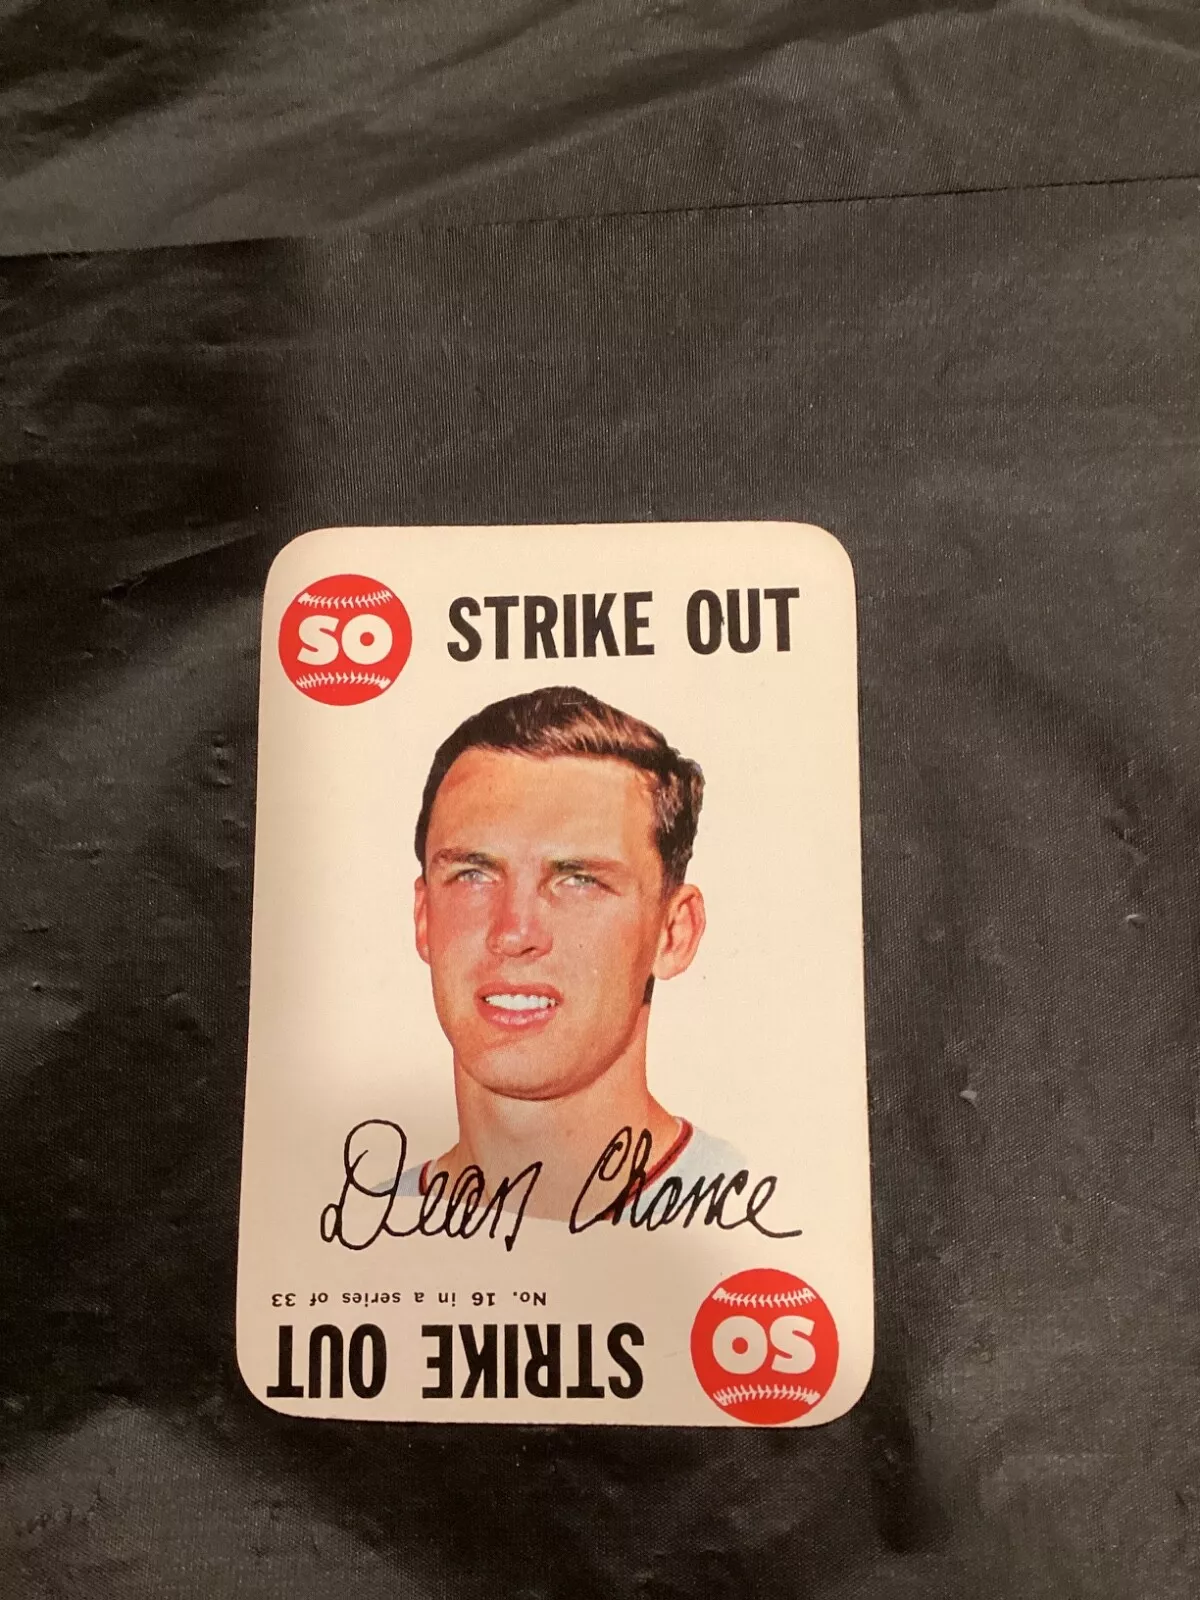 SO STRIKE OUT
Dean Chance
No. 16 in a series of 33
STRIKE OUT SO